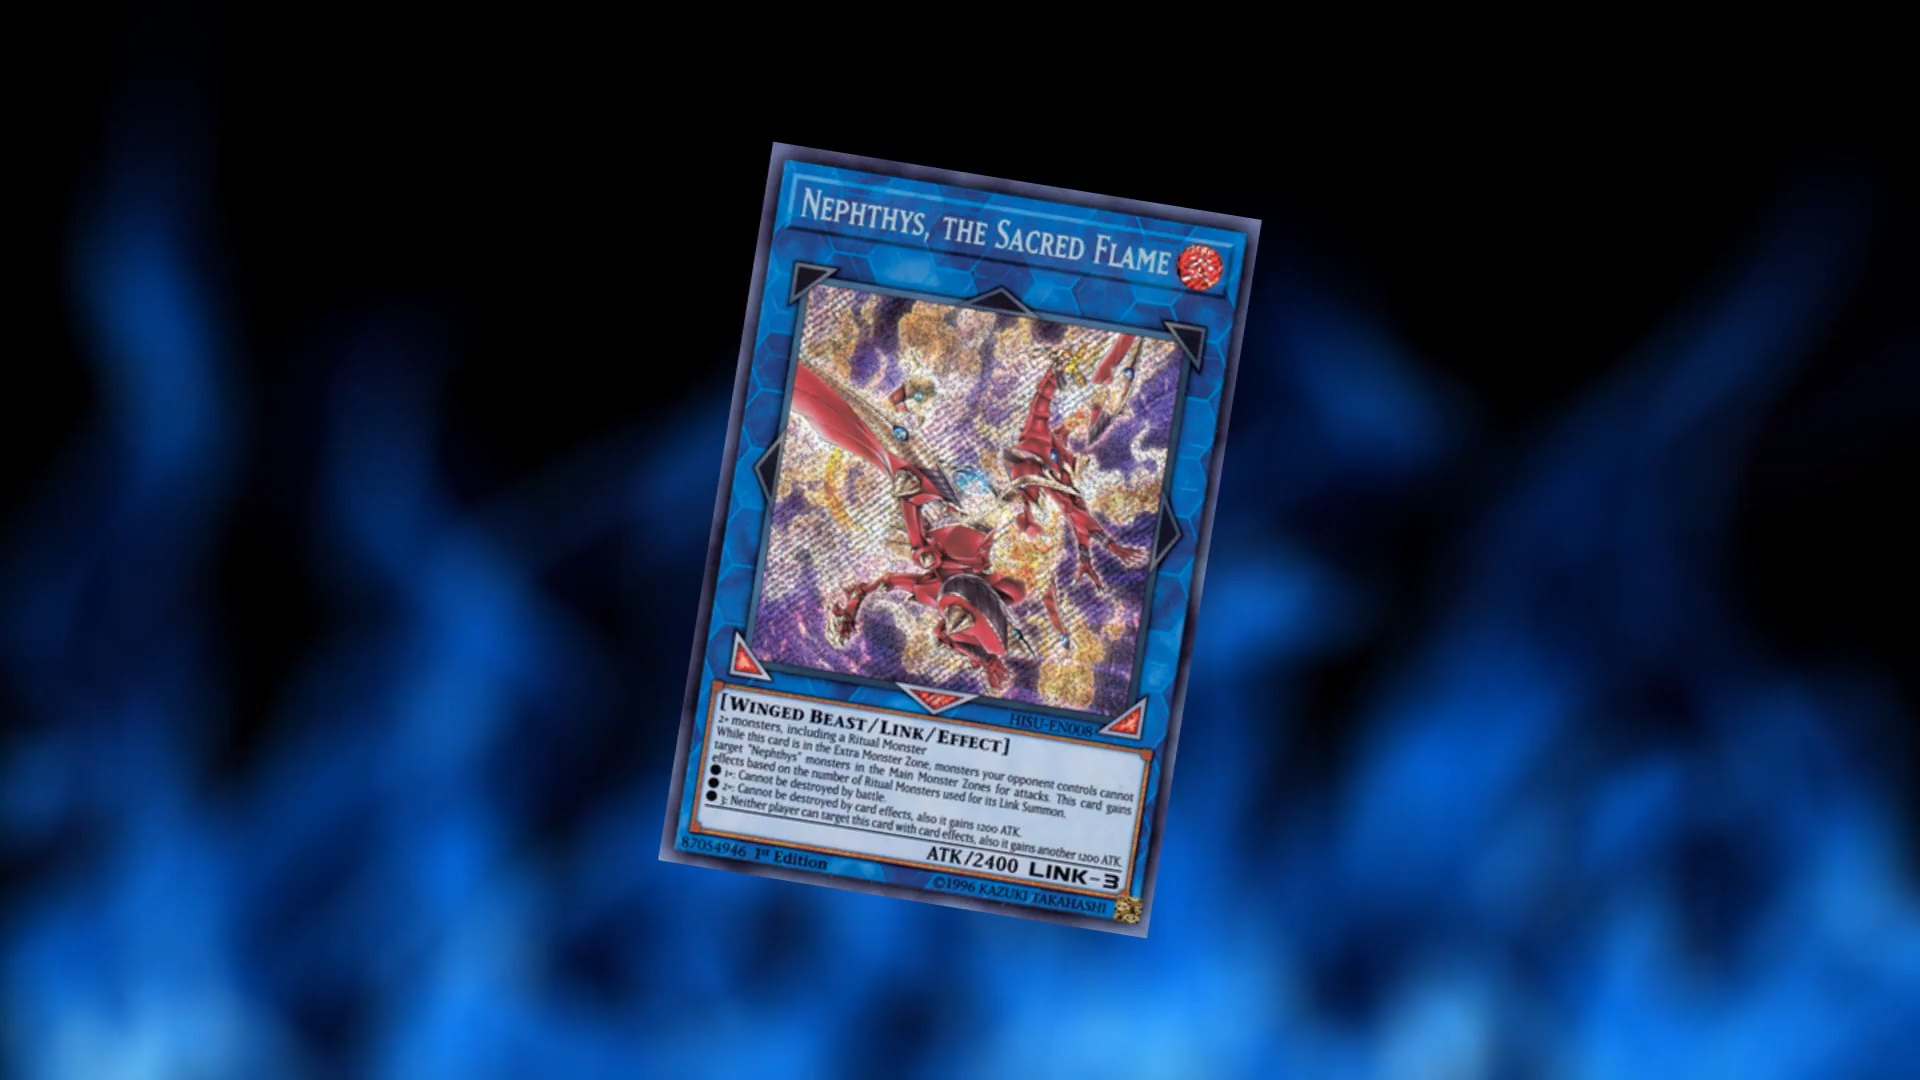 NEPHTHYS, THE SACRED FLAME
HISU-EN008
[WINGED BEAST/LINK/EFFECT]
2+ monsters, including a Ritual Monster
While this card is in the Extra Monster Zone, monsters your opponent controls cannot
target "Nephthys" monsters in the Main Monster Zones for attacks. This card gains
effects based on the number of Ritual Monsters used for its Link Summon.
● 1+: Cannot be destroyed by battle.
● 2+: Cannot be destroyed by card effects, also it gains 1200 ATK.
● 3: Neither player can target this card with card effects, also it gains another 1200 ATK.
ATK/2400 LINK-3
87054946 1st Edition
©1996 KAZUKI TAKAHASHI